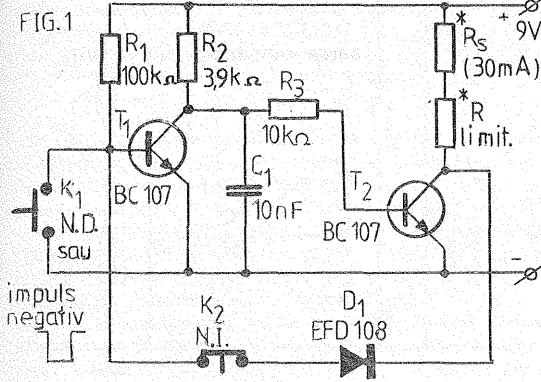 FIG.1
R1
100kΩ
R2
3,9kΩ
R3
10kΩ
*
RS
(30mA)
*
R
limit.
+
9V
T1
BC 107
C1
10nF
T2
BC 107
K1
N.D.
sau
impuls
negativ
K2
N.I.
D1
EFD 108
-